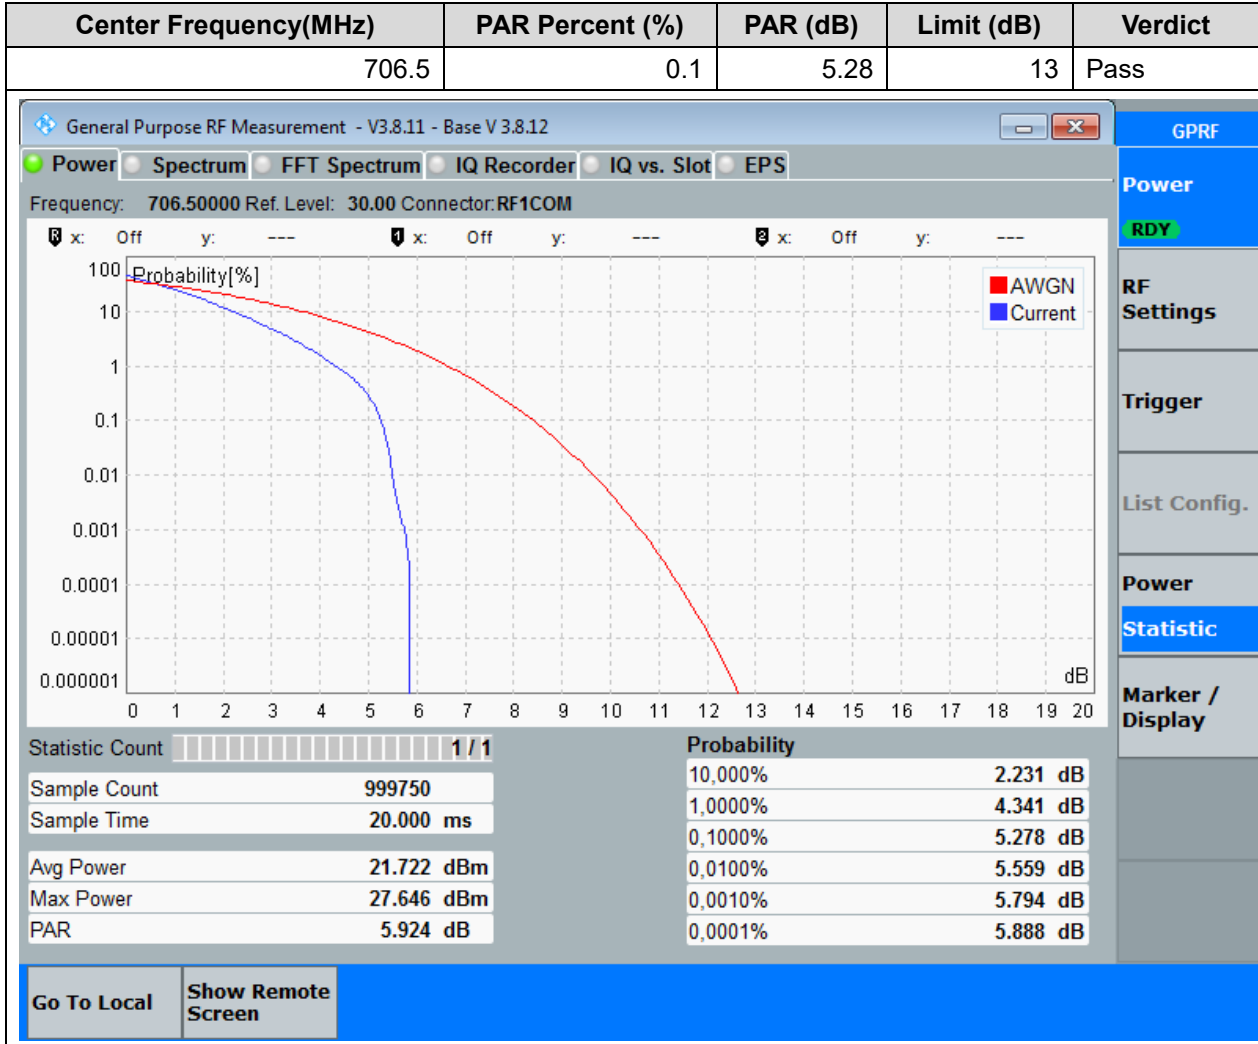 Center Frequency(MHz) PAR Percent (%) PAR (dB) Limit (dB) Verdict
706.5 0.1 5.28 13 Pass
General Purpose RF Measurement - V3.8.11 - Base V 3.8.12
GPRF
Power Spectrum FFT Spectrum IQ Recorder IQ vs. Slot EPS
Frequency: 706.50000 Ref. Level: 30.00 Connector: RF1COM
R x: Off y: --- 1 x: Off y: --- 2 x: Off y: ---
Probability[%]
AWGN
Current
100
10
1
0.1
0.01
0.001
0.0001
0.00001
0.000001
dB
0 1 2 3 4 5 6 7 8 9 10 11 12 13 14 15 16 17 18 19 20
Statistic Count 1 / 1
Sample Count 999750
Sample Time 20.000 ms
Avg Power 21.722 dBm
Max Power 27.646 dBm
PAR 5.924 dB
Probability
10,000% 2.231 dB
1,0000% 4.341 dB
0,1000% 5.278 dB
0,0100% 5.559 dB
0,0010% 5.794 dB
0,0001% 5.888 dB
Power
RDY
RF
Settings
Trigger
List Config.
Power
Statistic
Marker /
Display
Go To Local
Show Remote
Screen